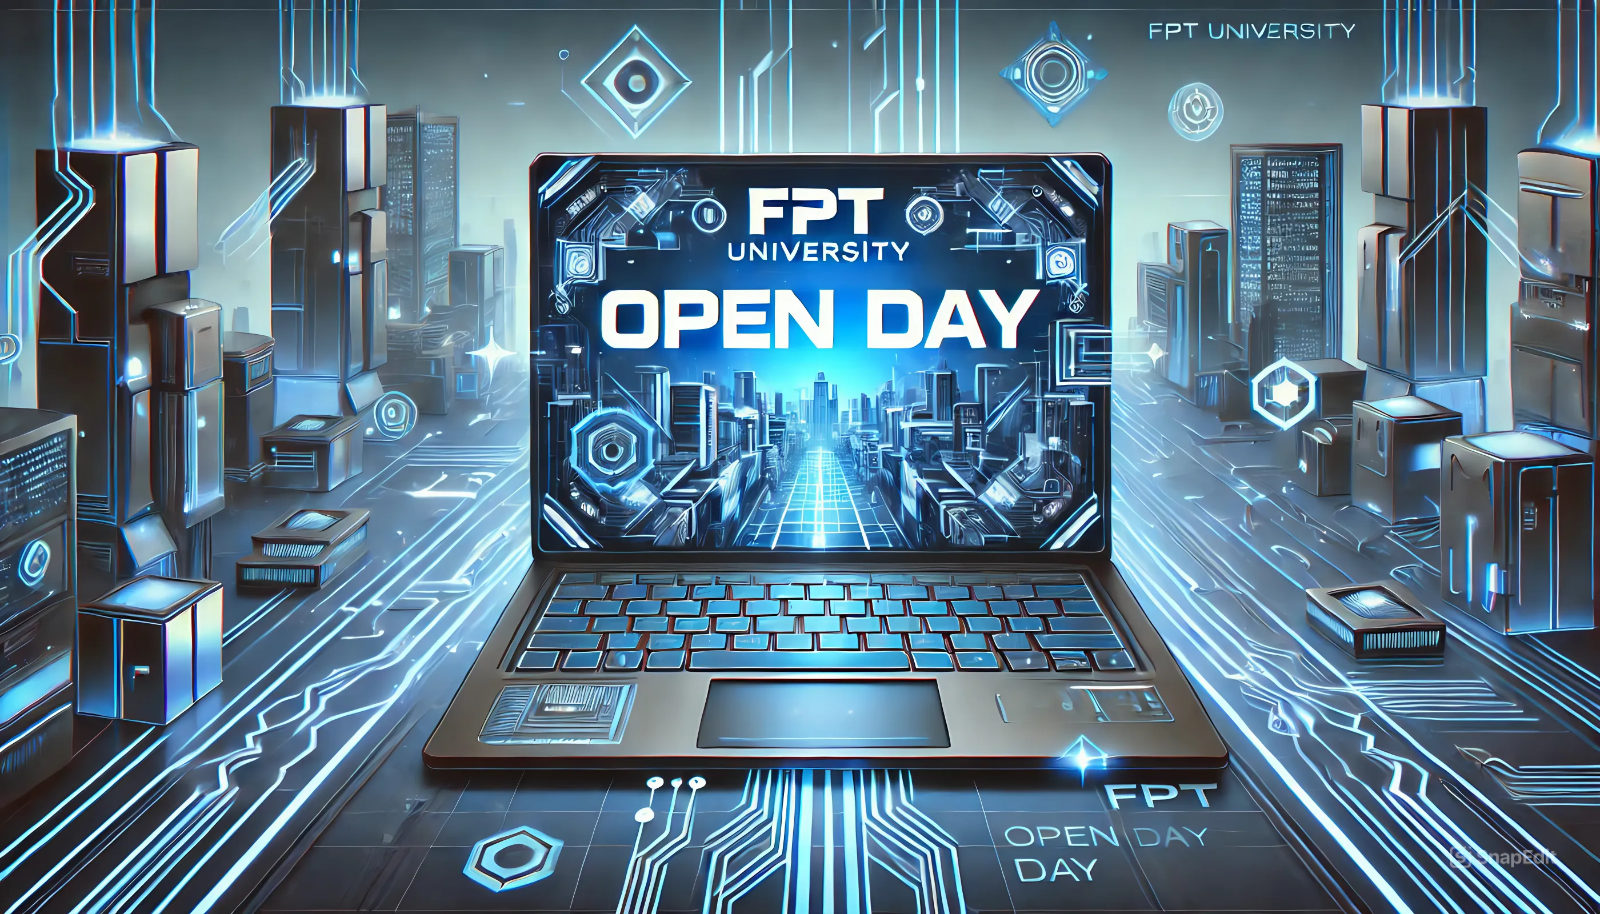 FPT UNIVERSITY
FPT
UNIVERSITY
OPEN DAY
FPT
OPEN DAY
DAY
SnapEdit